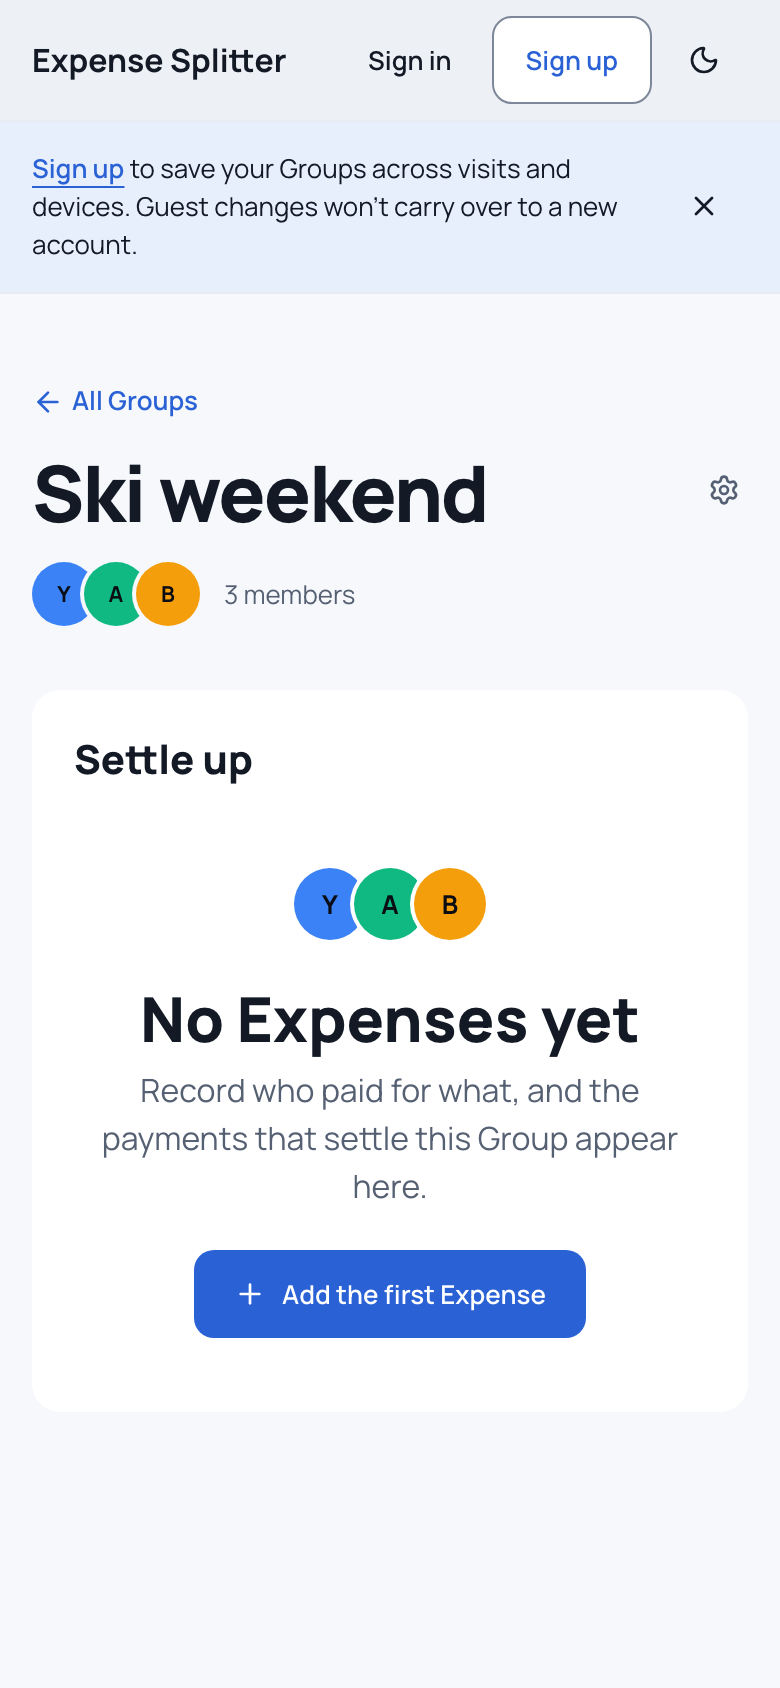 Expense Splitter
Sign in
Sign up
Sign up to save your Groups across visits and
devices. Guest changes won’t carry over to a new
account.
All Groups
Ski weekend
Y
A
B
3 members
Settle up
Y
A
B
No Expenses yet
Record who paid for what, and the
payments that settle this Group appear
here.
Add the first Expense